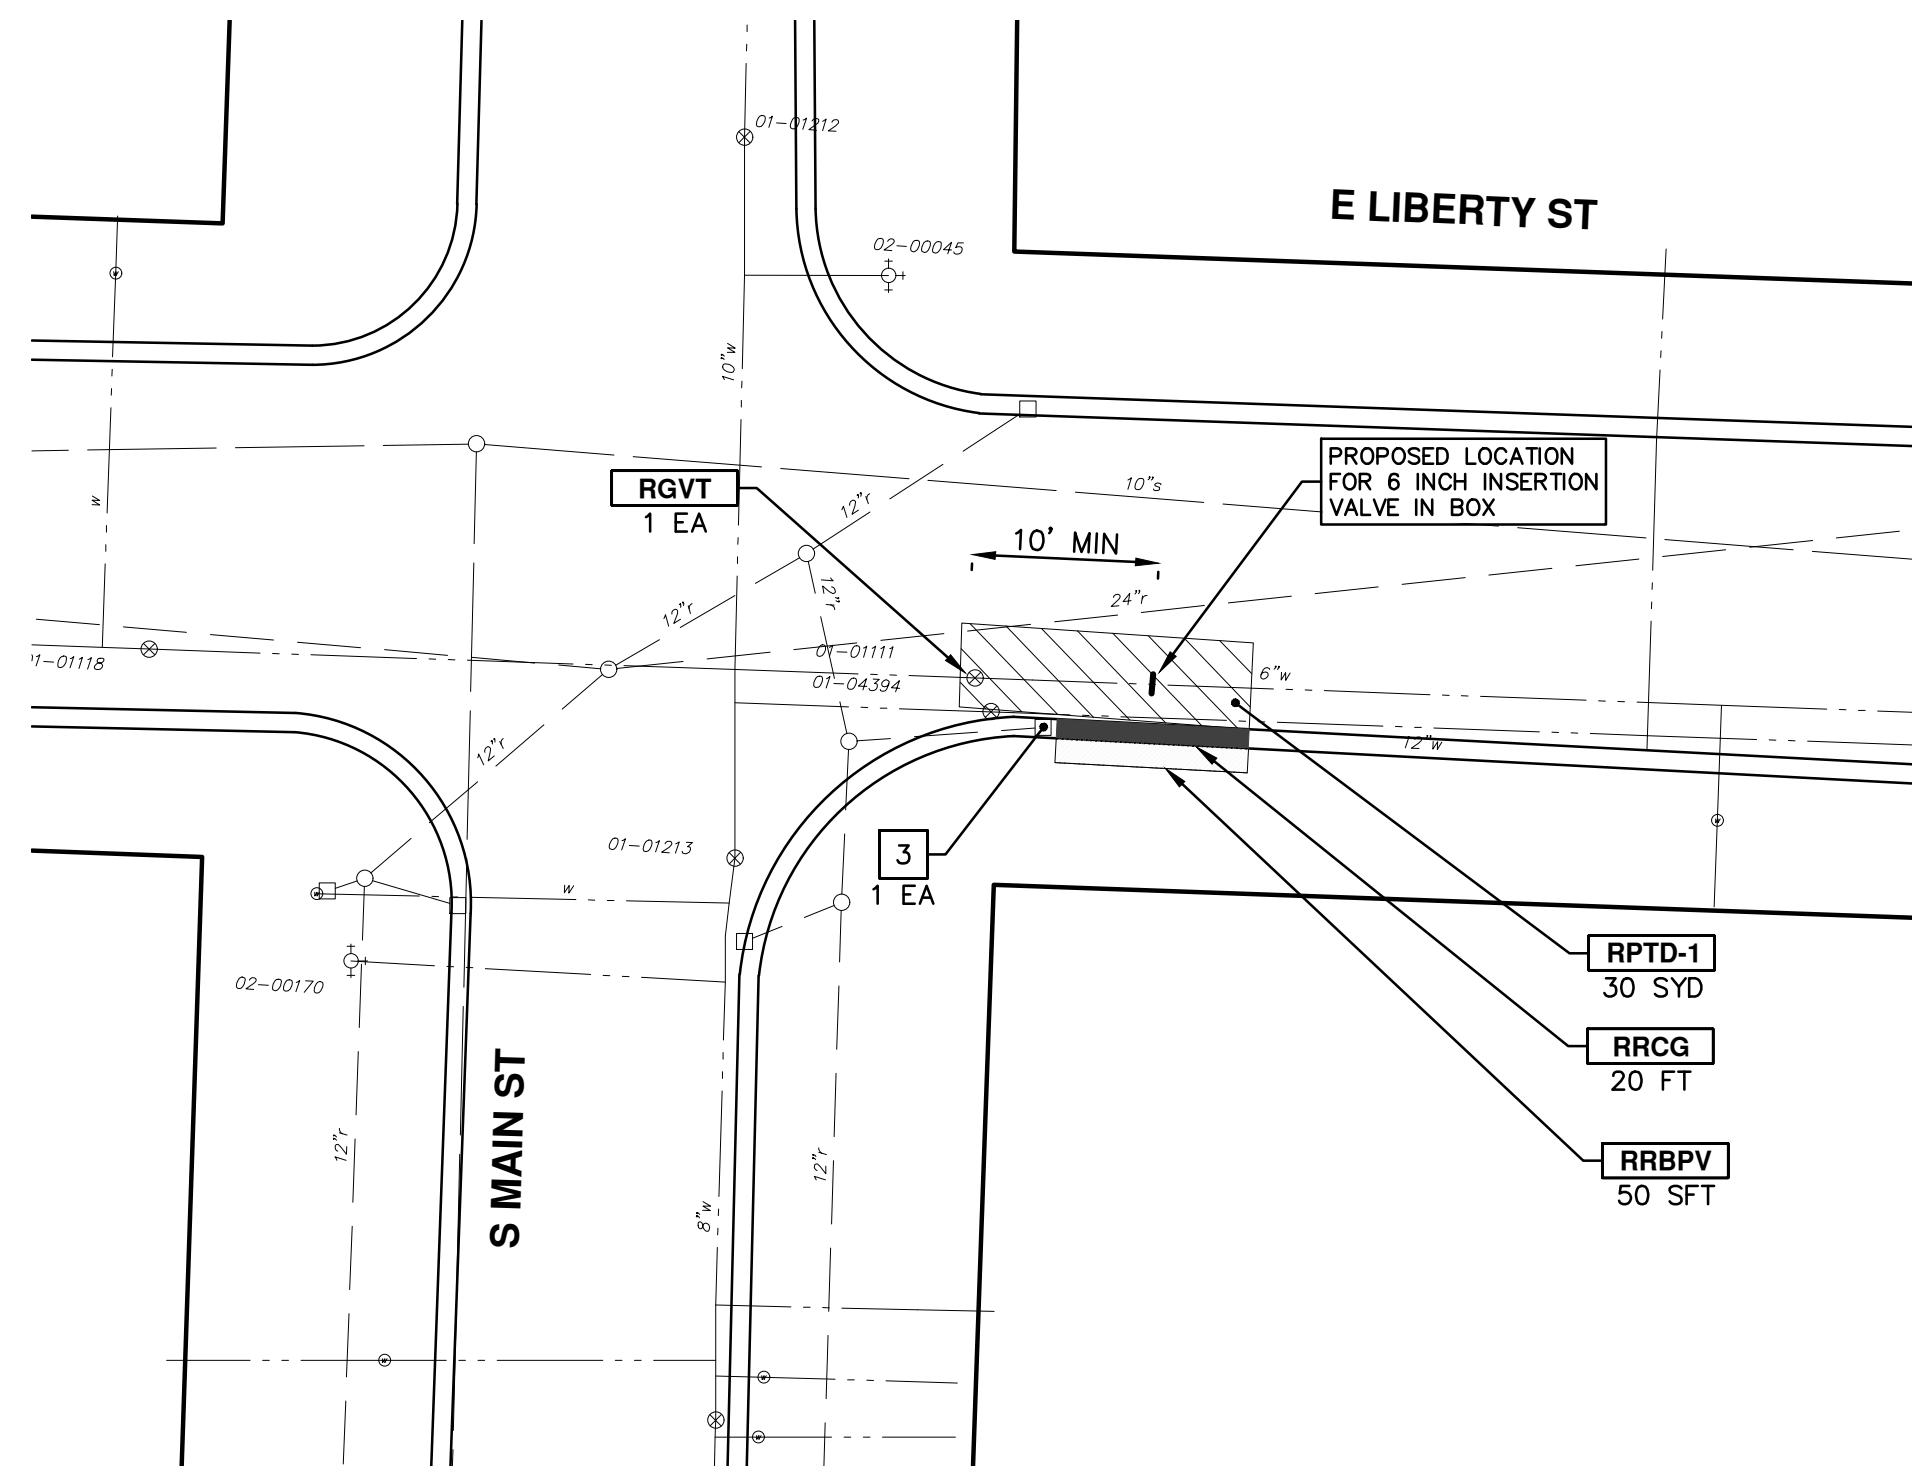 01-01212
E LIBERTY ST
02-00045
10"w
w
RGVT
1 EA
12"r
10"s
PROPOSED LOCATION
FOR 6 INCH INSERTION
VALVE IN BOX
10' MIN
12"r
12"r
24"r
01-01111
01-04394
1-01118
6"w
12"r
12"w
01-01213
3
1 EA
w
02-00170
RPTD-1
30 SYD
RRCG
20 FT
RRBPV
50 SFT
S MAIN ST
12"r
12"r
8"w